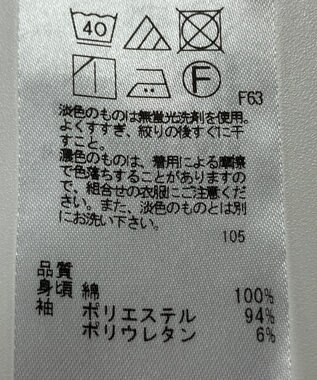 40
F F63
淡色のものは無蛍光洗剤を使用。
よくすすぎ、絞りの後すぐに干
すこと。
濃色のものは、着用による摩擦
で色落ちすることがありますの
で、組合せの衣服にご注意くだ
さい。また、淡色のものとは別
にお洗い下さい。
105
品質
身頃 綿 100%
袖 ポリエステル 94%
ポリウレタン 6%